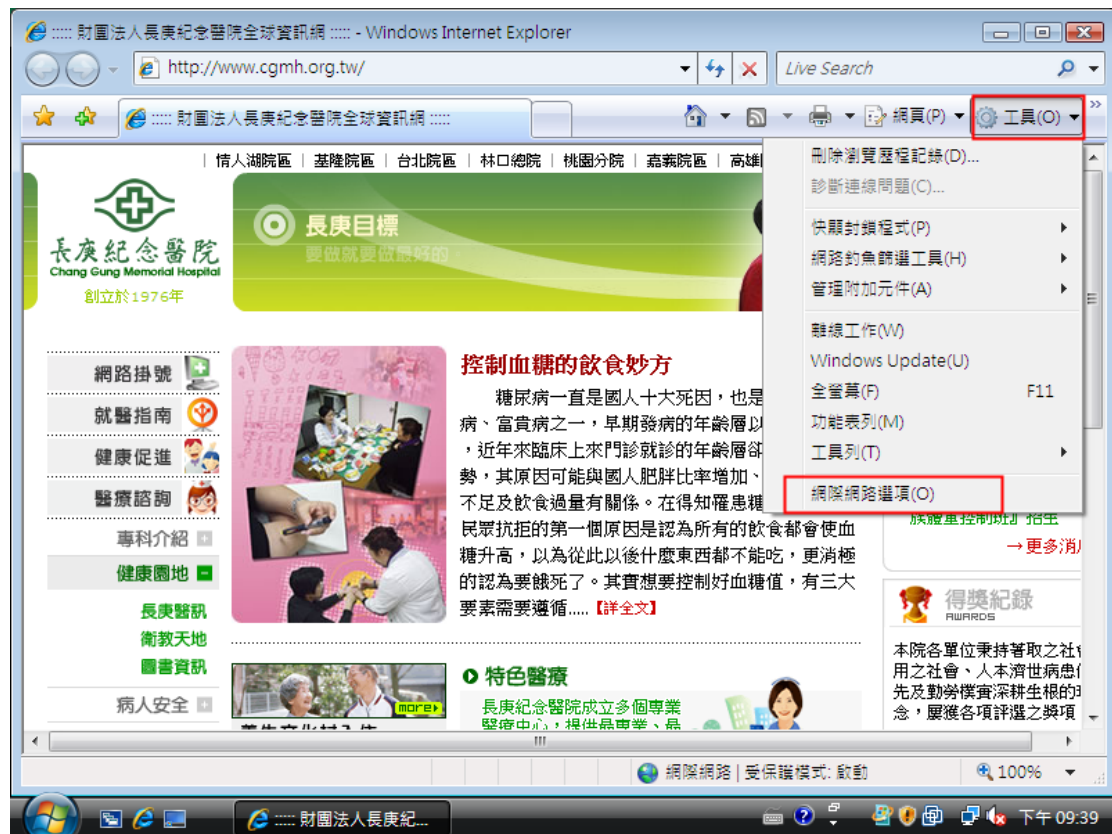 ::::: 財團法人長庚紀念醫院全球資訊網 ::::: - Windows Internet Explorer
http://www.cgmh.org.tw/
Live Search
::::: 財團法人長庚紀念醫院全球資訊網 :::::
網頁(P)
工具(O)
| 情人湖院區 | 基隆院區 | 台北院區 | 林口總院 | 桃園分院 | 嘉義院區 | 高雄
刪除瀏覽歷程記錄(D)...
診斷連線問題(C)...
快顯封鎖程式(P)
網路釣魚篩選工具(H)
管理附加元件(A)
離線工作(W)
Windows Update(U)
全螢幕(F) F11
功能表列(M)
工具列(T)
網際網路選項(O)
長庚紀念醫院
Chang Gung Memorial Hospital
創立於1976年
長庚目標
要做就要做最好的
網路掛號
就醫指南
健康促進
醫療諮詢
專科介紹
健康園地
長庚醫訊
衛教天地
圖書資訊
病人安全
控制血糖的飲食妙方
糖尿病一直是國人十大死因，也是
病、富貴病之一，早期發病的年齡層以
，近年來臨床上來門診就診的年齡層卻
勢，其原因可能與國人肥胖比率增加、
不足及飲食過量有關係。在得知罹患糖
民眾抗拒的第一個原因是認為所有的飲食都會使血
糖升高，以為從此以後什麼東西都不能吃，更消極
的認為要餓死了。其實想要控制好血糖值，有三大
要素需要遵循.....【詳全文】
more
特色醫療
長庚紀念醫院成立多個專業
醫療中心，提供最專業、最
族體重控制班』招生
→更多消
得獎紀錄
AWARDS
本院各單位秉持著取之社
用之社會、人本濟世病患
先及勤勞樸實深耕生根的
念，屢獲各項評選之獎項
網際網路 | 受保護模式: 啟動
100%
::::: 財團法人長庚紀...
下午 09:39